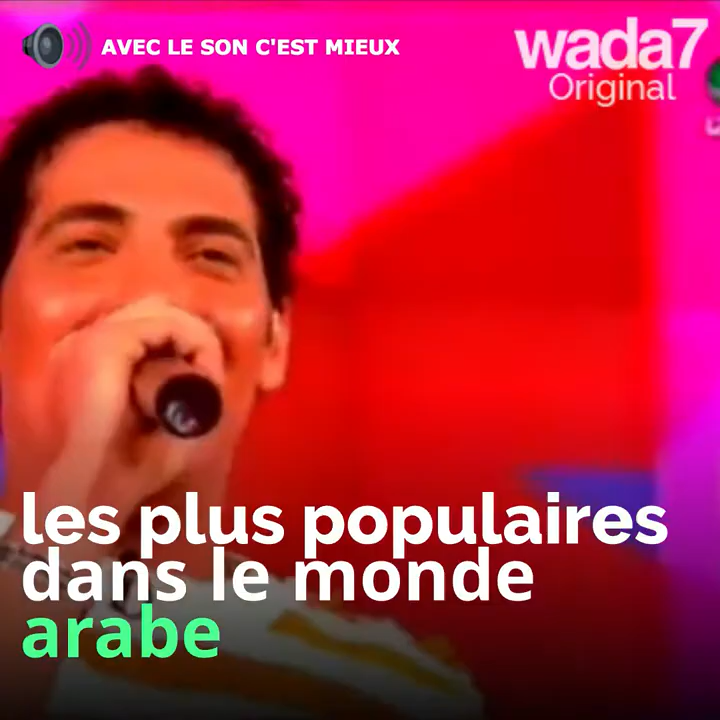 AVEC LE SON C'EST MIEUX
wada7
Original
les plus populaires
dans le monde
arabe